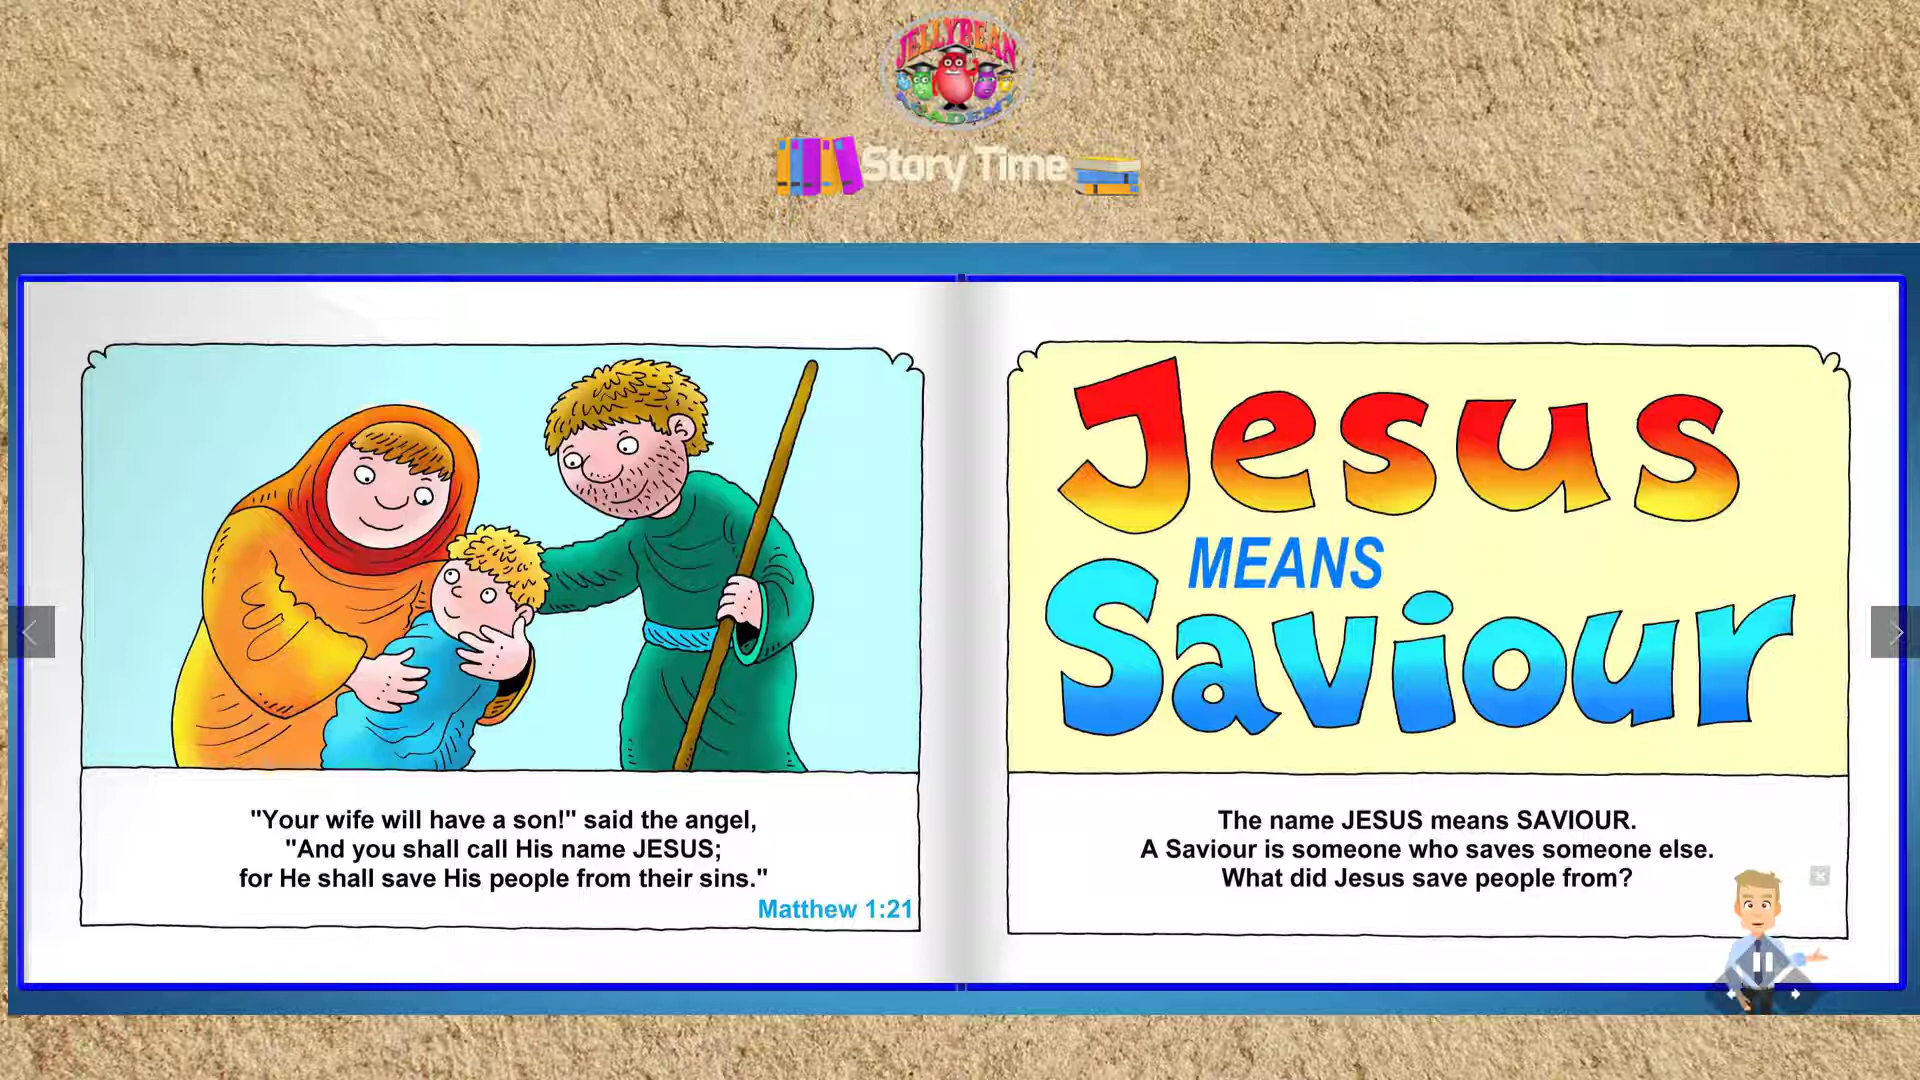 JELLYBEAN
ACADEMY
Story Time
"Your wife will have a son!" said the angel,
"And you shall call His name JESUS;
for He shall save His people from their sins."
Matthew 1:21
Jesus
MEANS
Saviour
The name JESUS means SAVIOUR.
A Saviour is someone who saves someone else.
What did Jesus save people from?